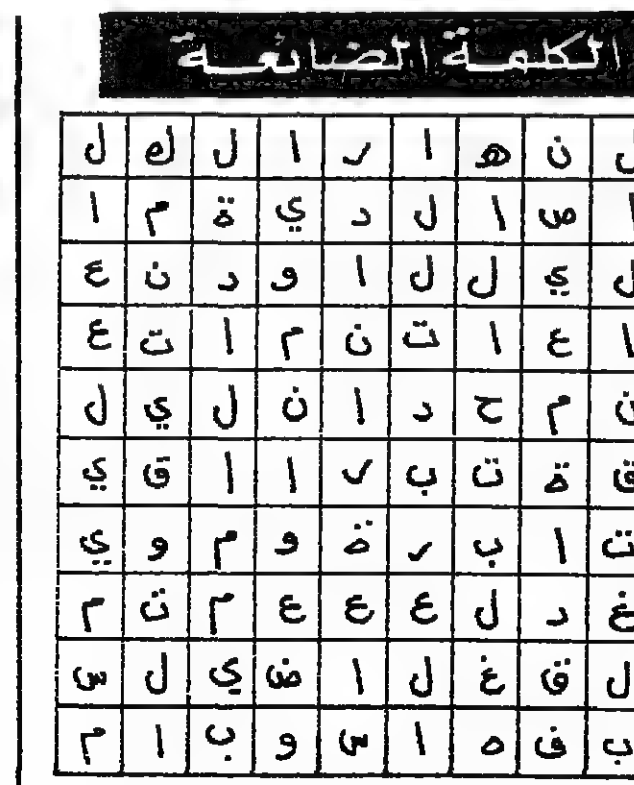 الكلمة الضائعة
ل ن ه ا ر ا ل ك ل
ا ص ا ل د ي ة م ا
ل ي ل ل ا و د ن ع
ا ع ا ت ن م ا ت ع
ن م ح د ا ن ل ي ل
ق ة ت ب ر ا ا ق ي
ت ا ب ر ة و م و ي
غ د ل ع ع ع م ت م
ل ق غ ل ا ض ي ل س
ب ف ه ا س و ب ا م